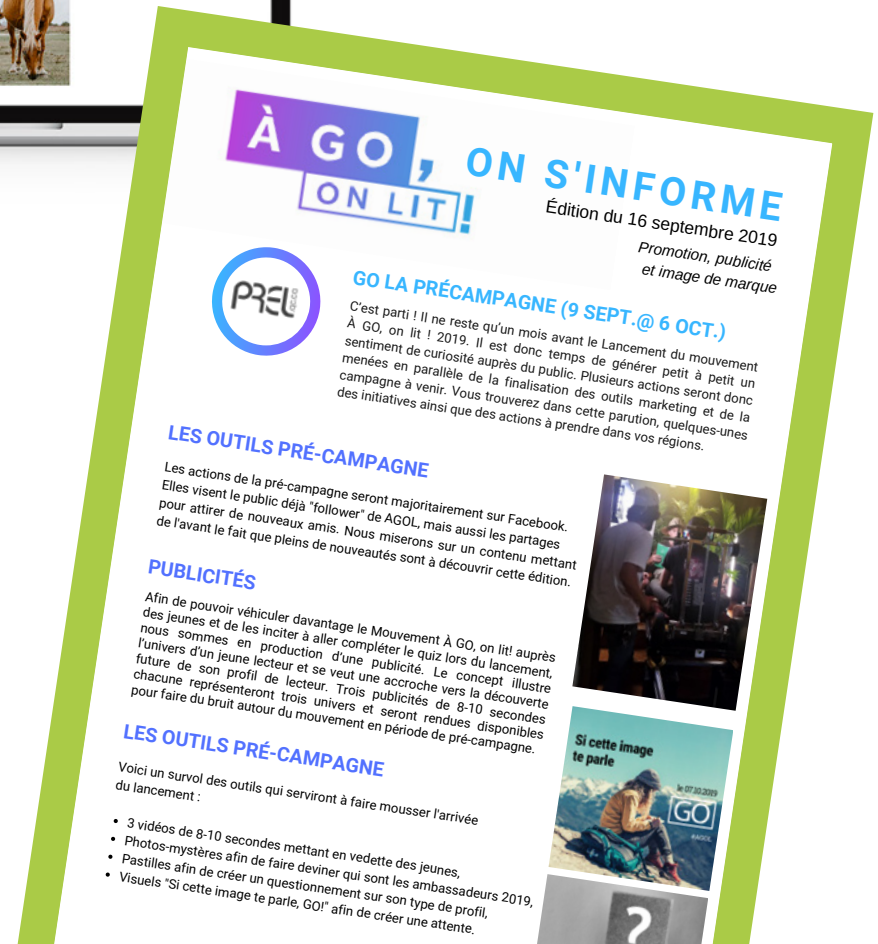 À GO,
ON LIT!
ON S'INFORME
Édition du 16 septembre 2019
Promotion, publicité
et image de marque
PREL
GO LA PRÉCAMPAGNE (9 SEPT.@ 6 OCT.)
C'est parti ! Il ne reste qu'un mois avant le Lancement du mouvement
À GO, on lit ! 2019. Il est donc temps de générer petit à petit un
sentiment de curiosité auprès du public. Plusieurs actions seront donc
menées en parallèle de la finalisation des outils marketing et de la
campagne à venir. Vous trouverez dans cette parution, quelques-unes
des initiatives ainsi que des actions à prendre dans vos régions.
LES OUTILS PRÉ-CAMPAGNE
Les actions de la pré-campagne seront majoritairement sur Facebook.
Elles visent le public déjà "follower" de AGOL, mais aussi les partages
pour attirer de nouveaux amis. Nous miserons sur un contenu mettant
de l'avant le fait que pleins de nouveautés sont à découvrir cette édition.
PUBLICITÉS
Afin de pouvoir véhiculer davantage le Mouvement À GO, on lit! auprès
des jeunes et de les inciter à aller compléter le quiz lors du lancement,
nous sommes en production d'une publicité. Le concept illustre
l'univers d'un jeune lecteur et se veut une accroche vers la découverte
future de son profil de lecteur. Trois publicités de 8-10 secondes
chacune représenteront trois univers et seront rendues disponibles
pour faire du bruit autour du mouvement en période de pré-campagne.
Si cette image
te parle
le 07.10.2019
GO
#AGOL
LES OUTILS PRÉ-CAMPAGNE
Voici un survol des outils qui serviront à faire mousser l'arrivée
du lancement :
• 3 vidéos de 8-10 secondes mettant en vedette des jeunes,
• Photos-mystères afin de faire deviner qui sont les ambassadeurs 2019,
• Pastilles afin de créer un questionnement sur son type de profil,
• Visuels "Si cette image te parle, GO!" afin de créer une attente.
?